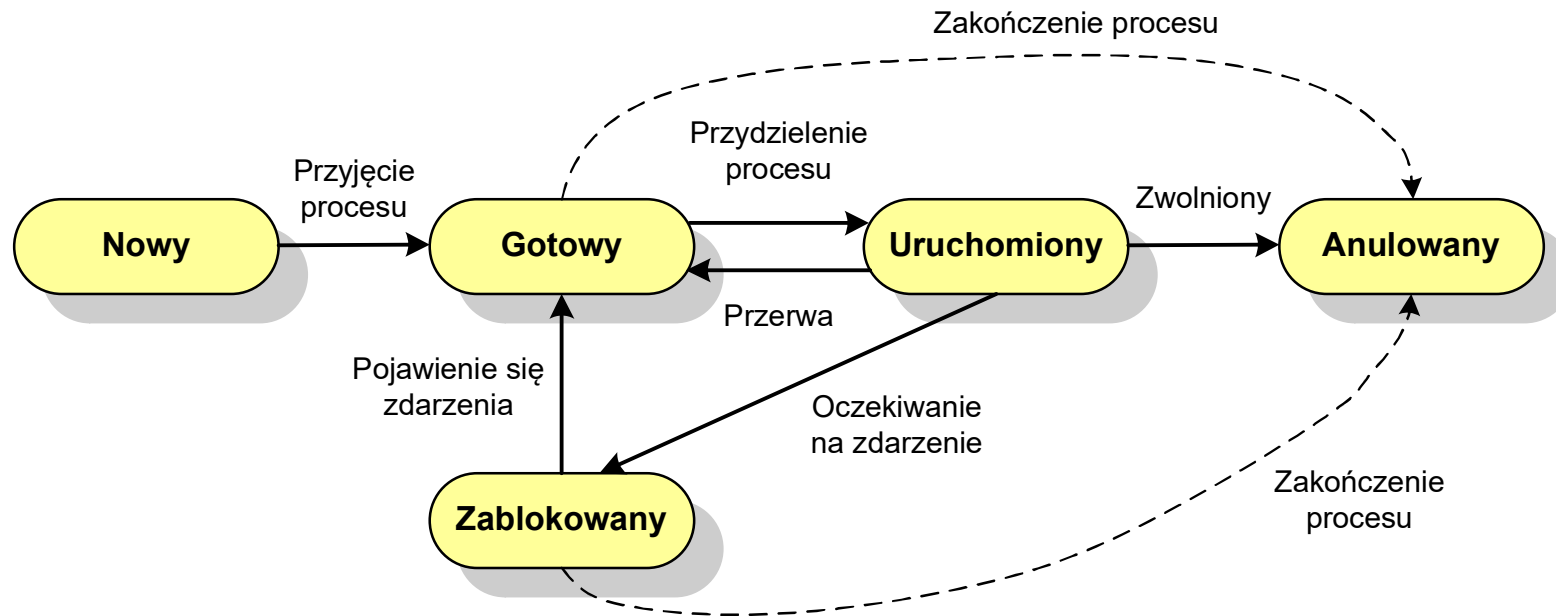 Zakończenie procesu
Przydzielenie
procesu
Przyjęcie
procesu
Zwolniony
Nowy
Gotowy
Uruchomiony
Anulowany
Przerwa
Pojawienie się
zdarzenia
Oczekiwanie
na zdarzenie
Zablokowany
Zakończenie
procesu